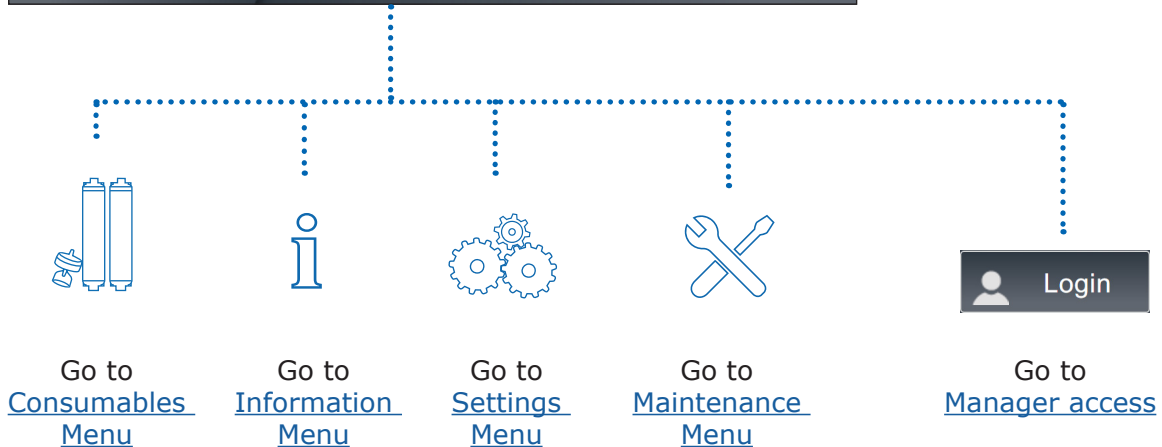 Login
Go to
Consumables
Menu
Go to
Information
Menu
Go to
Settings
Menu
Go to
Maintenance
Menu
Go to
Manager access